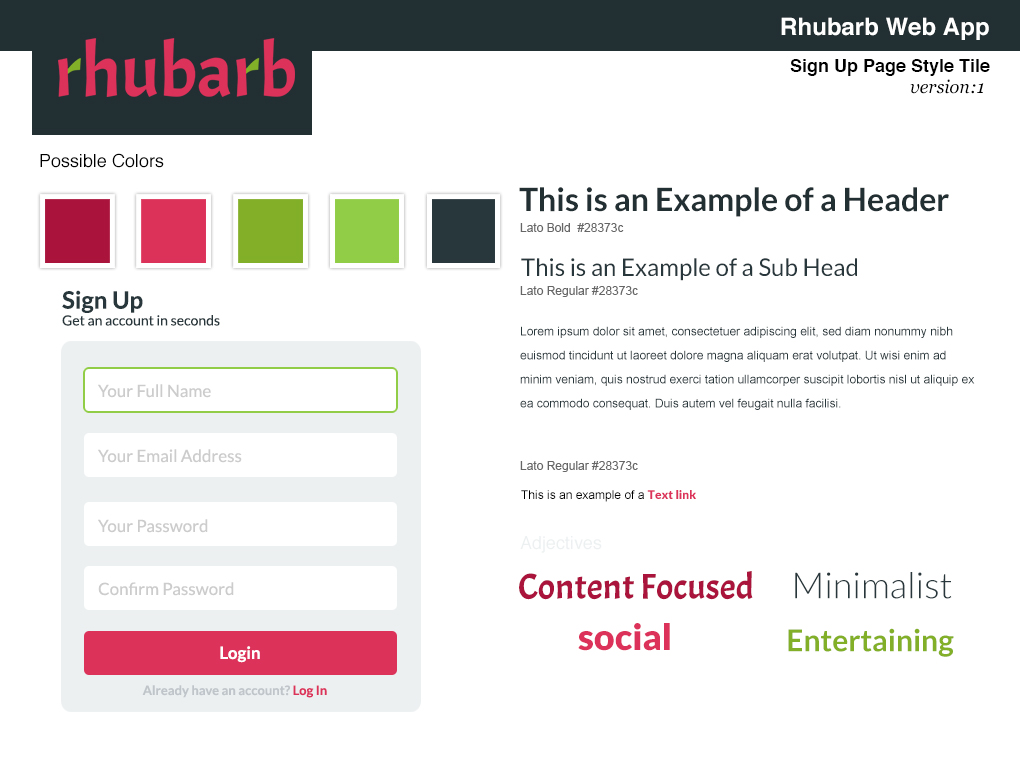 Rhubarb Web App
rhubarb
Sign Up Page Style Tile
version:1
Possible Colors
This is an Example of a Header
Lato Bold #28373c
This is an Example of a Sub Head
Lato Regular #28373c
Sign Up
Get an account in seconds
Your Full Name
Your Email Address
Your Password
Confirm Password
Login
Already have an account? Log In
Lorem ipsum dolor sit amet, consectetuer adipiscing elit, sed diam nonummy nibh
euismod tincidunt ut laoreet dolore magna aliquam erat volutpat. Ut wisi enim ad
minim veniam, quis nostrud exerci tation ullamcorper suscipit lobortis nisl ut aliquip ex
ea commodo consequat. Duis autem vel feugait nulla facilisi.
Lato Regular #28373c
This is an example of a Text link
Adjectives
Content Focused
Minimalist
social
Entertaining